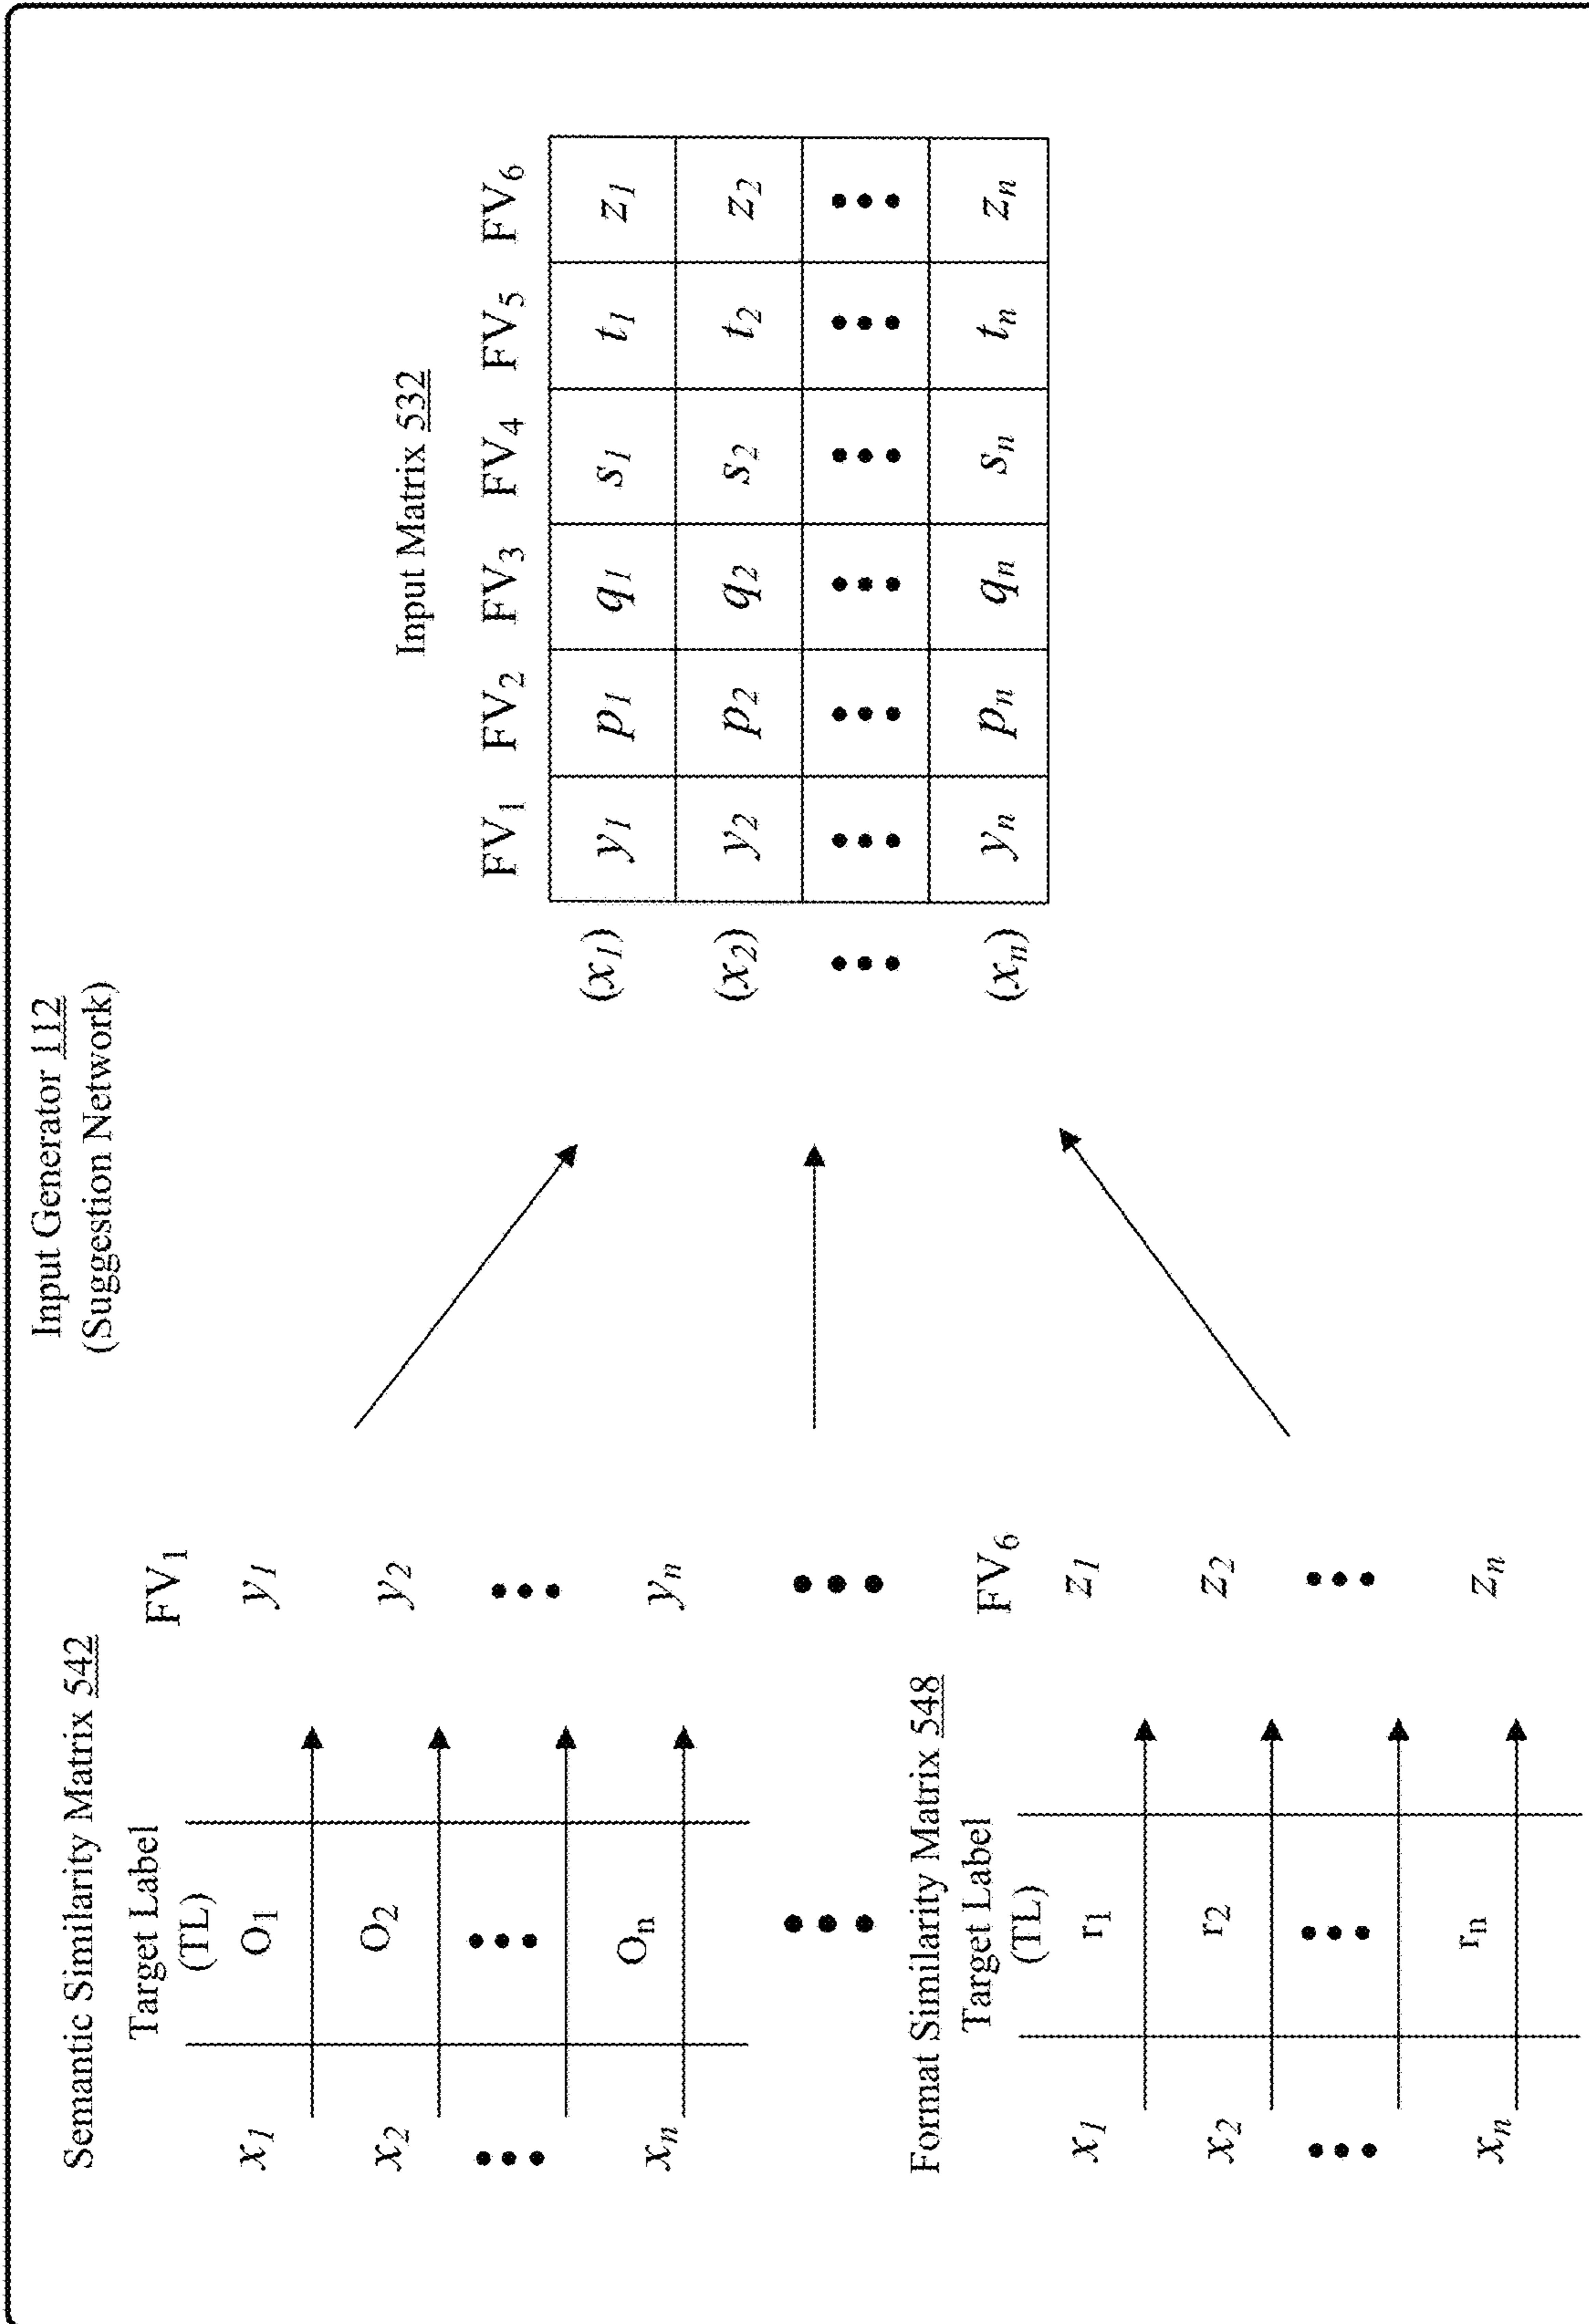 Input Generator 112
(Suggestion Network)
Semantic Similarity Matrix 542
Target Label
(TL)
FV1
x1 O1 y1
x2 O2 y2
••• ••• •••
xn On yn
••• •••
Format Similarity Matrix 548
Target Label
(TL)
FV6
x1 r1 z1
x2 r2 z2
••• ••• •••
xn rn zn
Input Matrix 532
FV1 FV2 FV3 FV4 FV5 FV6
(x1) y1 p1 q1 s1 t1 z1
(x2) y2 p2 q2 s2 t2 z2
••• ••• ••• ••• ••• ••• •••
(xn) yn pn qn sn tn zn